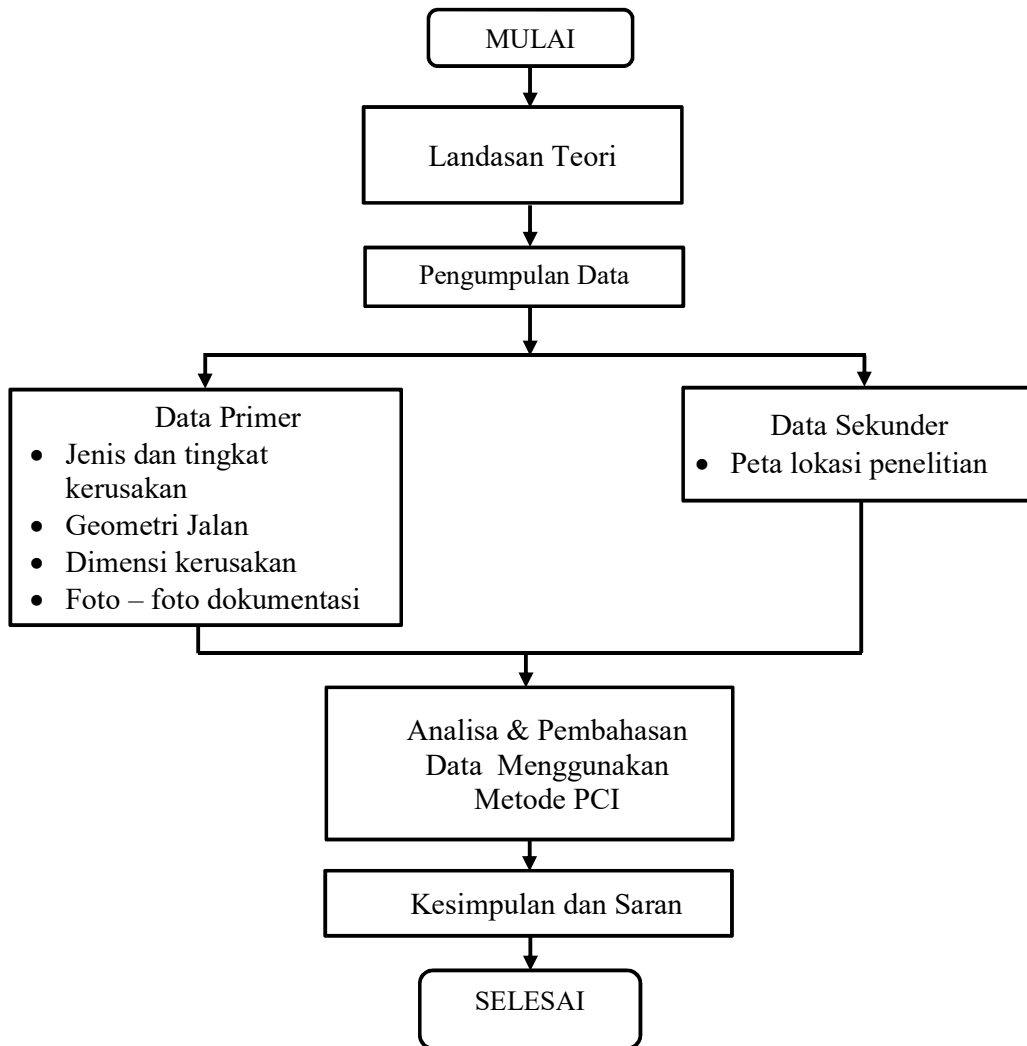 MULAI
Landasan Teori
Pengumpulan Data
Data Primer
• Jenis dan tingkat
kerusakan
• Geometri Jalan
• Dimensi kerusakan
• Foto – foto dokumentasi
Data Sekunder
• Peta lokasi penelitian
Analisa & Pembahasan
Data Menggunakan
Metode PCI
Kesimpulan dan Saran
SELESAI